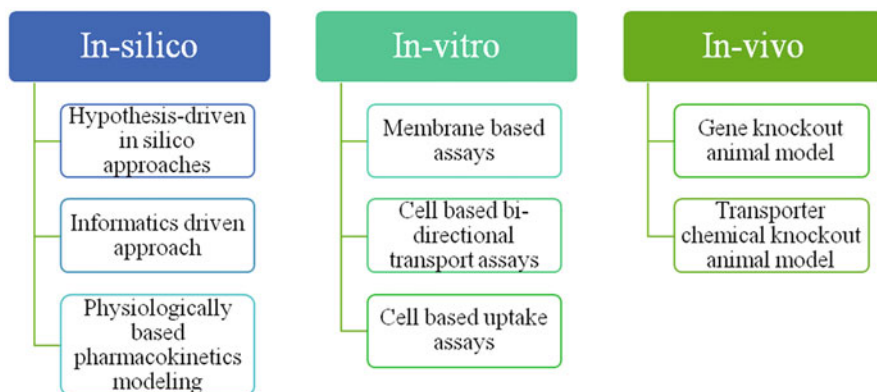 In-silico
Hypothesis-driven
in silico
approaches
Informatics driven
approach
Physiologically
based
pharmacokinetics
modeling
In-vitro
Membrane based
assays
Cell based bi-
directional
transport assays
Cell based uptake
assays
In-vivo
Gene knockout
animal model
Transporter
chemical knockout
animal model